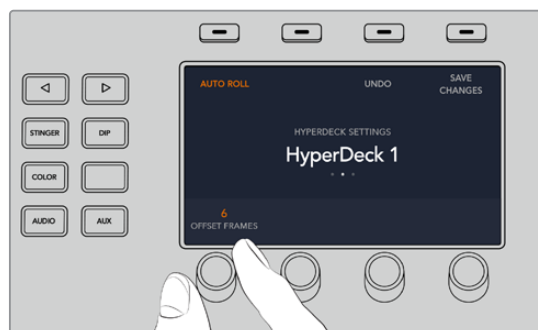 AUTO ROLL
UNDO
SAVE
CHANGES
STINGER
DIP
HYPERDECK SETTINGS
HyperDeck 1
COLOR
AUDIO
AUX
6
OFFSET FRAMES